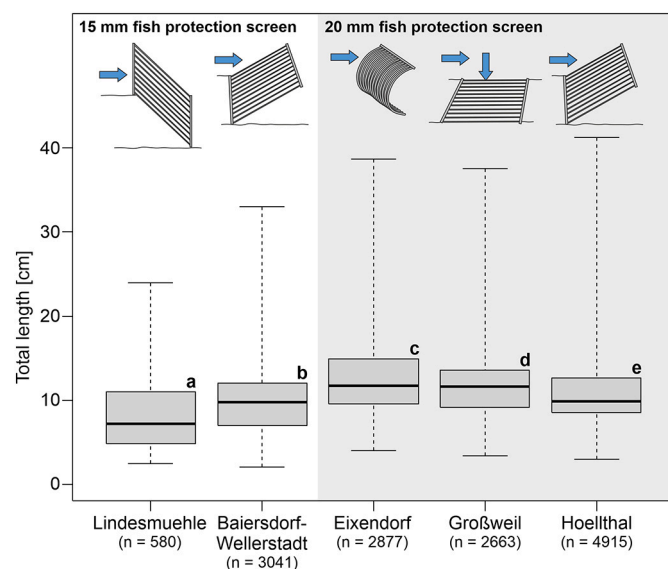 15 mm fish protection screen
20 mm fish protection screen
Total length [cm]
40
30
20
10
0
a
b
c
d
e
Lindesmuehle
(n = 580)
Baiersdorf-
Wellerstadt
(n = 3041)
Eixendorf
(n = 2877)
Großweil
(n = 2663)
Hoellthal
(n = 4915)